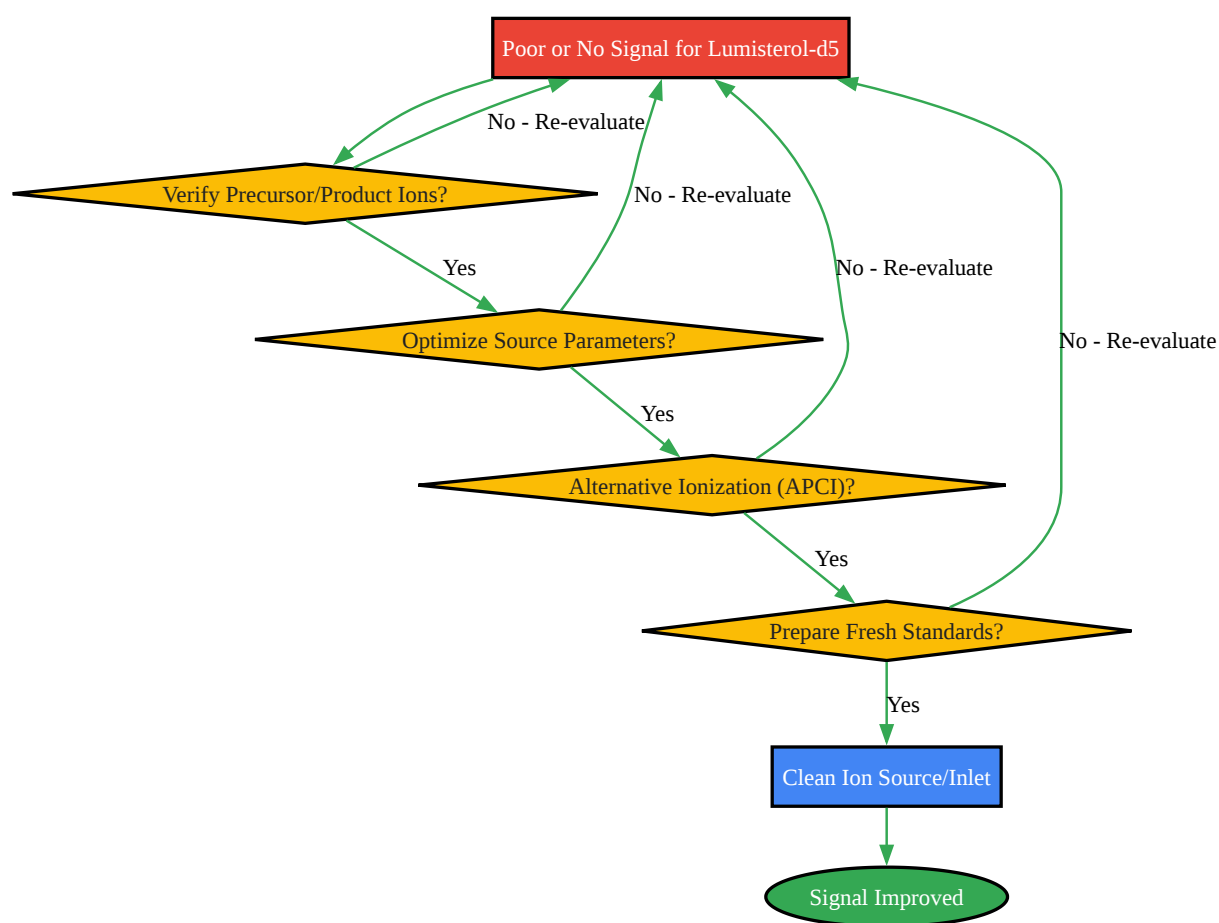 Poor or No Signal for Lumisterol-d5
No - Re-evaluate
Verify Precursor/Product Ions?
No - Re-evaluate
Yes
No - Re-evaluate
No - Re-evaluate
Optimize Source Parameters?
Yes
Alternative Ionization (APCI)?
Yes
Prepare Fresh Standards?
Yes
Clean Ion Source/Inlet
Signal Improved